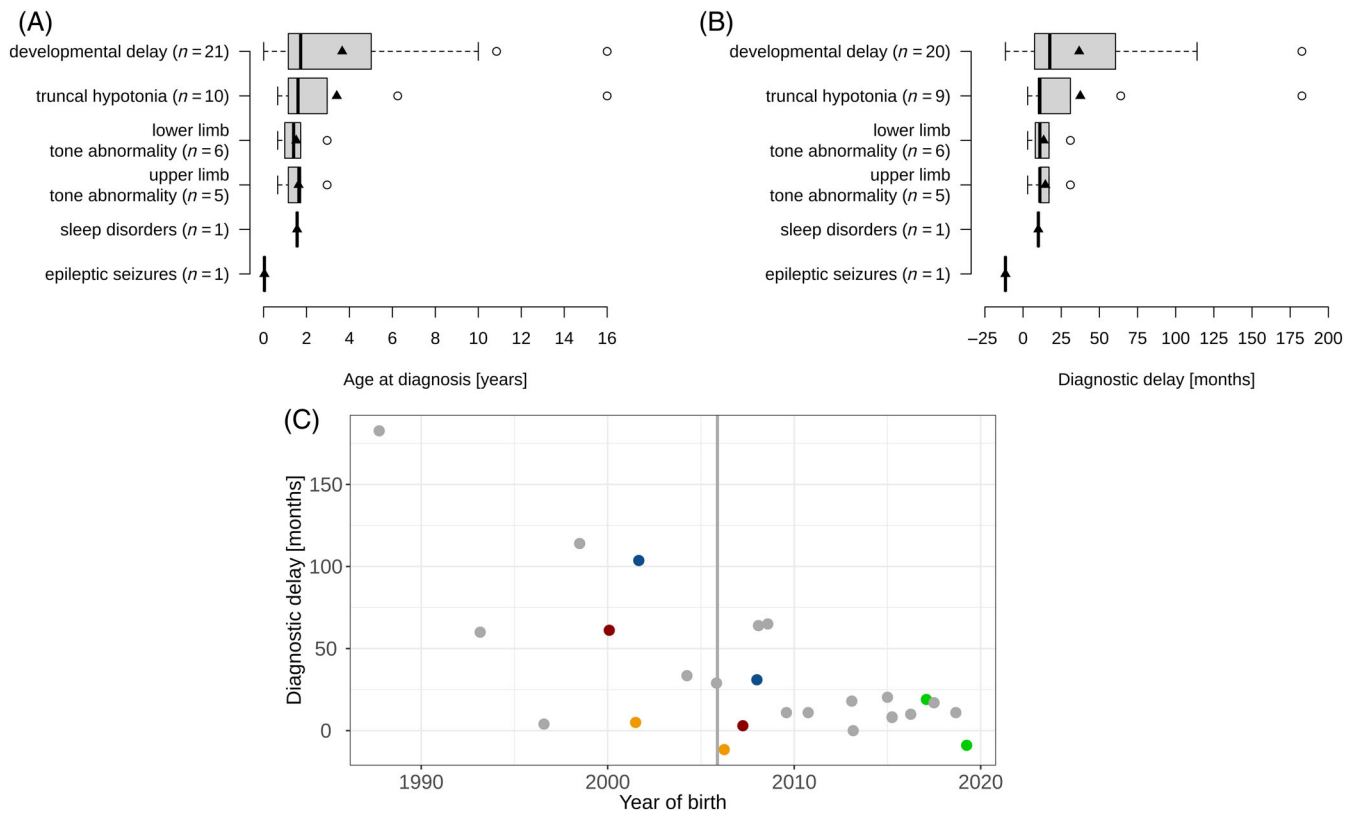 (A)
developmental delay (n = 21)
truncal hypotonia (n = 10)
lower limb
tone abnormality (n = 6)
upper limb
tone abnormality (n = 5)
sleep disorders (n = 1)
epileptic seizures (n = 1)
0 2 4 6 8 10 12 14 16
Age at diagnosis [years]
(B)
developmental delay (n = 20)
truncal hypotonia (n = 9)
lower limb
tone abnormality (n = 6)
upper limb
tone abnormality (n = 5)
sleep disorders (n = 1)
epileptic seizures (n = 1)
−25 0 25 50 75 100 125 150 175 200
Diagnostic delay [months]
(C)
Diagnostic delay [months]
150
100
50
0
1990 2000 2010 2020
Year of birth